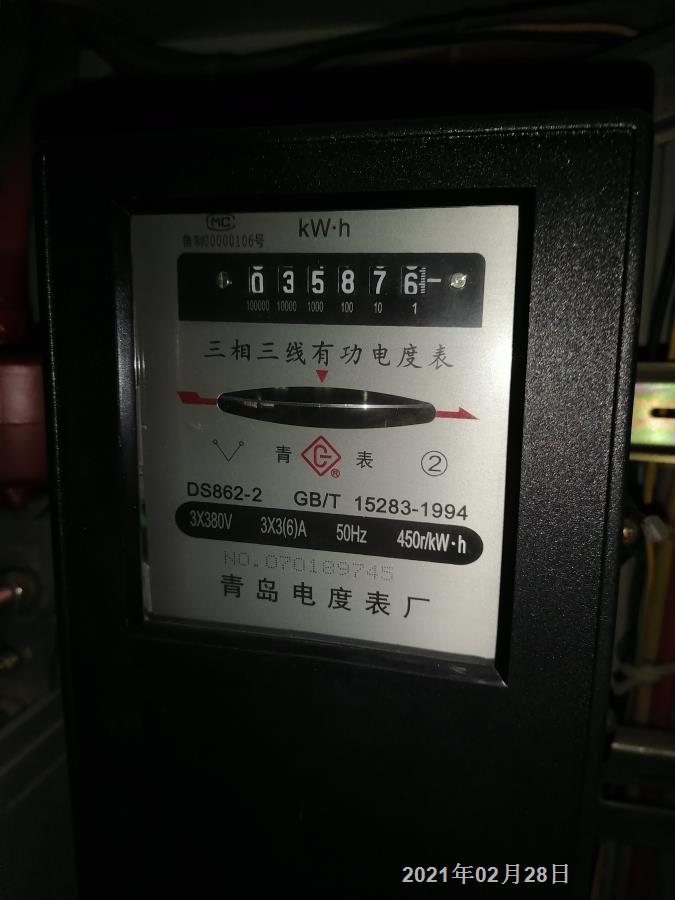 MC
鲁制00000106号
kW·h
0 3 5 8 7 6
100000 10000 1000 100 10 1
三相三线有功电度表
青 G ® 表 ②
DS862-2 GB/T 15283-1994
3X380V 3X3(6)A 50Hz 450r/kW·h
NO.070189745
青岛电度表厂
2021年02月28日